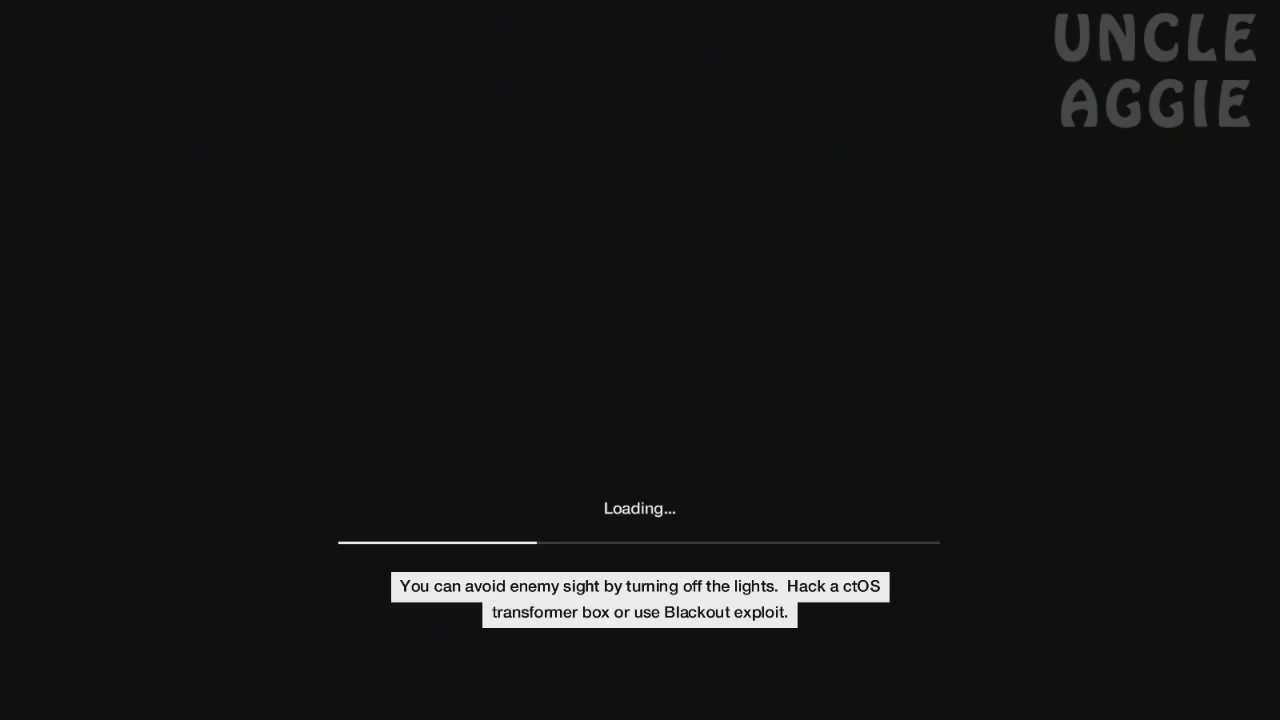 UNCLE
AGGIE
Loading...
You can avoid enemy sight by turning off the lights.  Hack a ctOS
transformer box or use Blackout exploit.